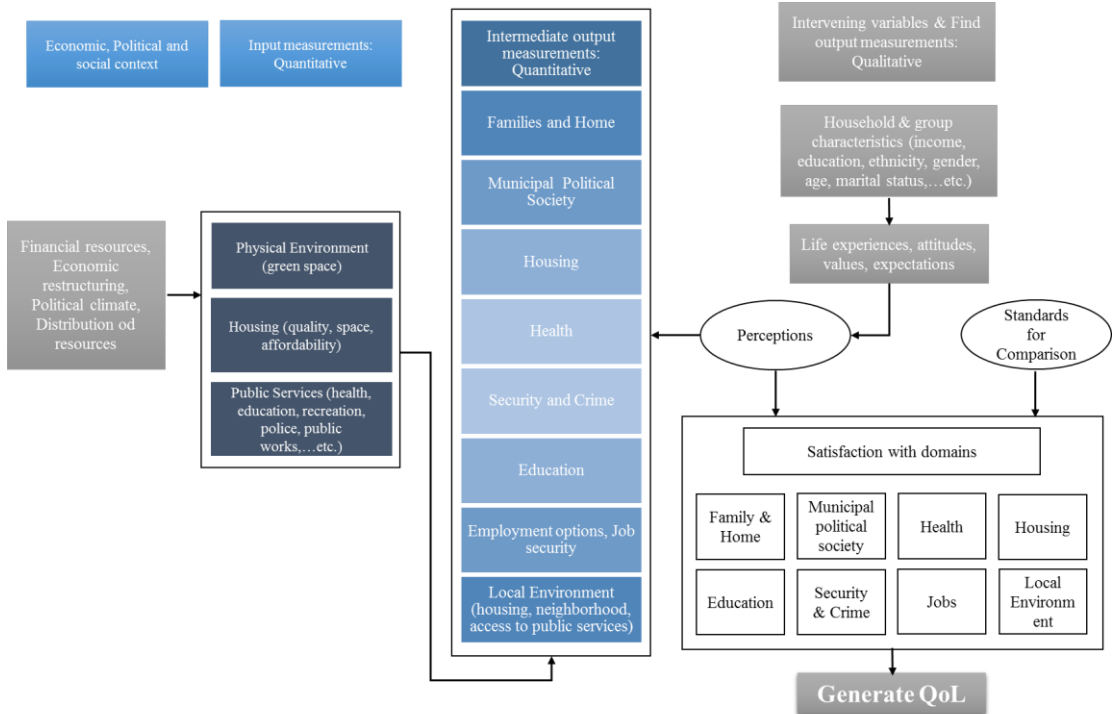 Economic, Political and
social context
Input measurements:
Quantitative
Intermediate output
measurements:
Quantitative
Intervening variables & Find
output measurements:
Qualitative
Families and Home
Municipal Political
Society
Housing
Health
Security and Crime
Education
Employment options, Job
security
Local Environment
(housing, neighborhood,
access to public services)
Household & group
characteristics (income,
education, ethnicity, gender,
age, marital status,...etc.)
Life experiences, attitudes,
values, expectations
Financial resources,
Economic
restructuring,
Political climate,
Distribution od
resources
Physical Environment
(green space)
Housing (quality, space,
affordability)
Public Services (health,
education, recreation,
police, public
works,...etc.)
Perceptions
Standards
for
Comparison
Satisfaction with domains
Family &
Home
Municipal
political
society
Health
Housing
Education
Security
& Crime
Jobs
Local
Environm
ent
Generate QoL